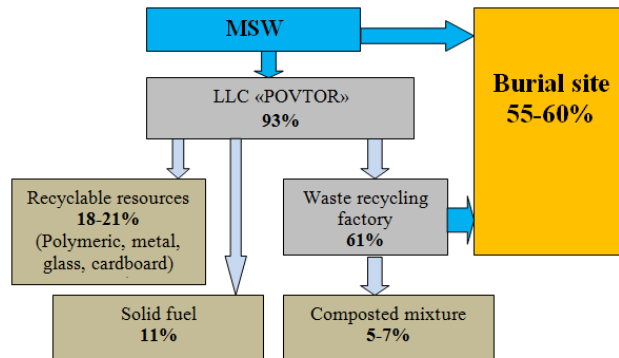 MSW
Burial site
55-60%
LLC «POVTOR»
93%
Recyclable resources
18-21%
(Polymeric, metal,
glass, cardboard)
Waste recycling
factory
61%
Solid fuel
11%
Composted mixture
5-7%